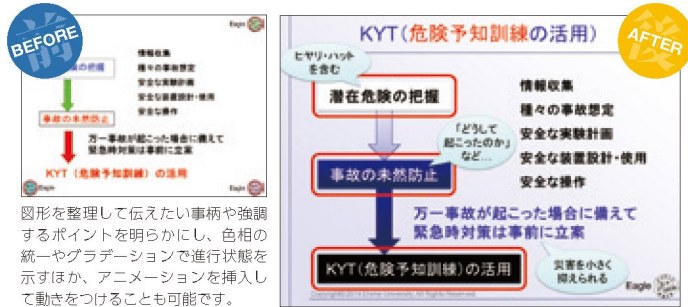 BEFORE
前
Eagle
情報収集
の把握
種々の事故想定
安全な実験計画
安全な装置設計・使用
安全な操作
事故の未然防止
万一事故が起こった場合に備えて
緊急時対策は事前に立案
KYT（危険予知訓練）の活用
Eagle
Eagle
図形を整理して伝えたい事柄や強調
するポイントを明らかにし、色相の
統一やグラデーションで進行状態を
示すほか、アニメーションを挿入し
て動きをつけることも可能です。
AFTER
後
KYT（危険予知訓練の活用）
ヒヤリ・ハット
を含む
潜在危険の把握
情報収集
種々の事故想定
安全な実験計画
安全な装置設計・使用
安全な操作
「どうして
起こったのか」
など…
事故の未然防止
万一事故が起こった場合に備えて
緊急時対策は事前に立案
KYT(危険予知訓練)の活用
災害を小さく
抑えられる
Eagle